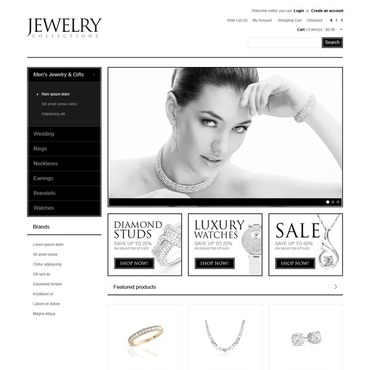 JEWELRY
COLLECTIONS
Welcome visitor you can Login or Create an account
Wish List (0) My Account Shopping Cart Checkout
Cart 0 item(s) - $0.00
Search
Men's Jewelry & Gifts
Rem ipsum dolor
Sit amet conse ctetur
Adipisicing elit
Wedding
Rings
Necklaces
Earrings
Bracelets
Watches
DIAMOND
STUDS
SAVE UP TO 25%
ON SELECTED STYLES
SHOP NOW!
LUXURY
WATCHES
SAVE UP TO 50%
ON SELECTED STYLES
SHOP NOW!
SALE
SAVE UP TO 20%
ON SELECTED STYLES
SHOP NOW!
Brands
Lorem ipsum dolor
Sit amet conse
Ctetur adipisicing
Elit sed do
Eiusmod tempor
Incididunt ut
Labore et dolore
Magna aliqua
Featured products